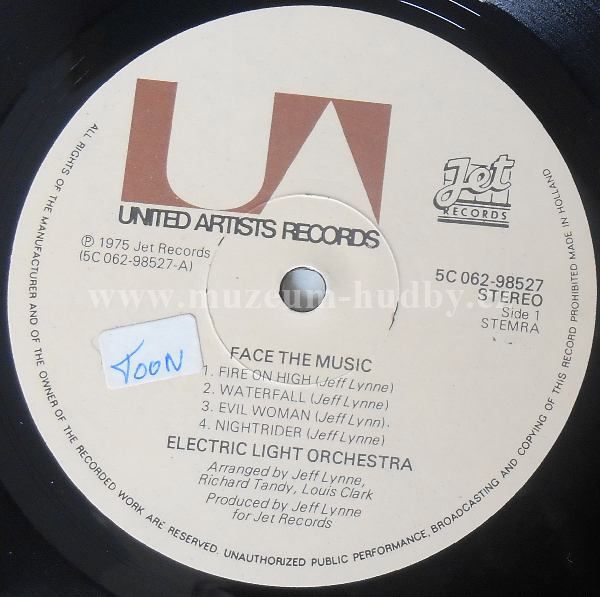 UA
UNITED ARTISTS RECORDS
Jet
RECORDS
℗ 1975 Jet Records
(5C 062-98527-A)
5C 062-98527
STEREO
Side 1
STEMRA
www.muzeum-hudby.cz
TOON
FACE THE MUSIC
1. FIRE ON HIGH (Jeff Lynne)
2. WATERFALL (Jeff Lynne)
3. EVIL WOMAN (Jeff Lynn).
4. NIGHTRIDER (Jeff Lynne)
ELECTRIC LIGHT ORCHESTRA
Arranged by Jeff Lynne,
Richard Tandy, Louis Clark
Produced by Jeff Lynne
for Jet Records
ALL RIGHTS OF THE MANUFACTURER AND OF THE OWNER OF THE RECORDED WORK ARE RESERVED. UNAUTHORIZED PUBLIC PERFORMANCE, BROADCASTING AND COPYING OF THIS RECORD PROHIBITED MADE IN HOLLAND